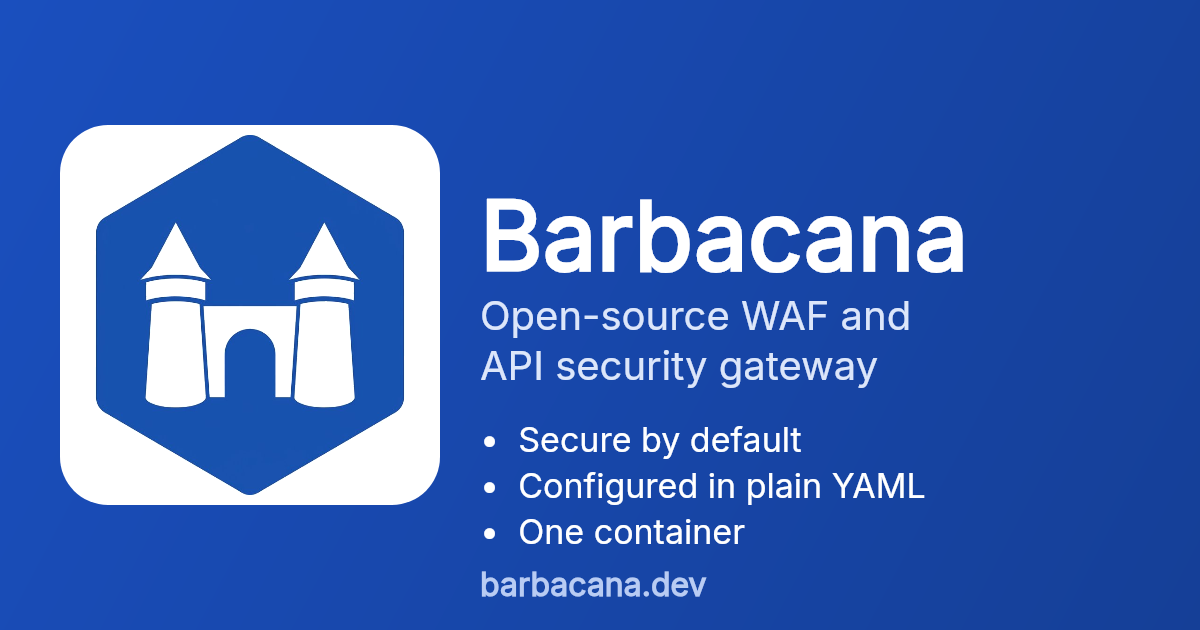 Barbacana
Open-source WAF and
API security gateway
• Secure by default
• Configured in plain YAML
• One container
barbacana.dev